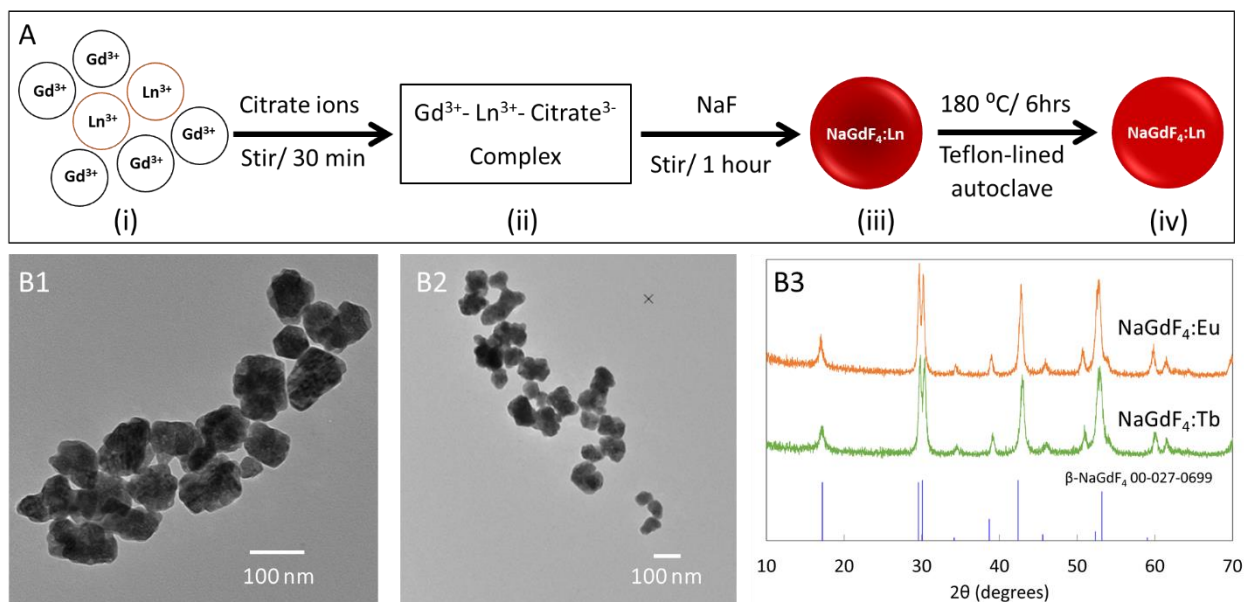 A
Gd³⁺
Gd³⁺
Ln³⁺
Ln³⁺
Gd³⁺
Gd³⁺
Gd³⁺
(i)
Citrate ions
Stir/ 30 min
Gd³⁺- Ln³⁺- Citrate³⁻
Complex
(ii)
NaF
Stir/ 1 hour
NaGdF₄:Ln
(iii)
180 ⁰C/ 6hrs
Teflon-lined
autoclave
NaGdF₄:Ln
(iv)
B1
100 nm
B2
100 nm
B3
NaGdF₄:Eu
NaGdF₄:Tb
β-NaGdF₄ 00-027-0699
10 20 30 40 50 60 70
2θ (degrees)